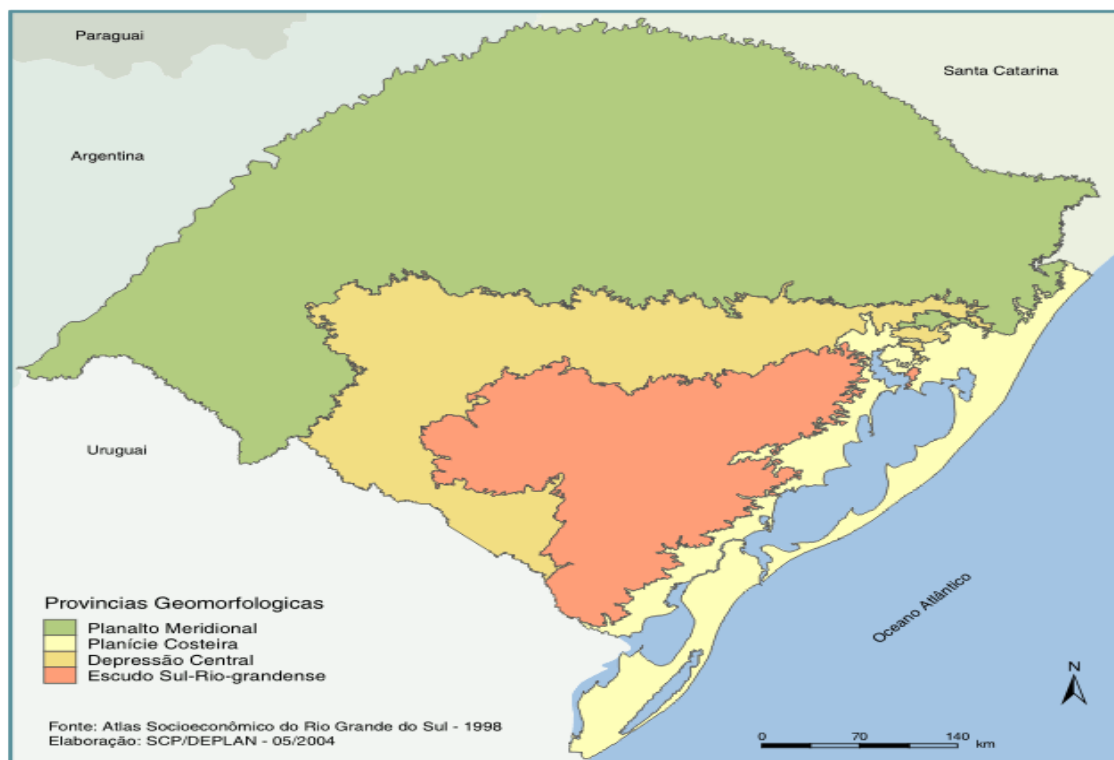 Paraguai
Santa Catarina
Argentina
Uruguai
Oceano Atlântico
Provincias Geomorfologicas
Planalto Meridional
Planície Costeira
Depressão Central
Escudo Sul-Rio-grandense
Fonte: Atlas Socioeconômico do Rio Grande do Sul - 1998
Elaboração: SCP/DEPLAN - 05/2004
N
0 70 140 km